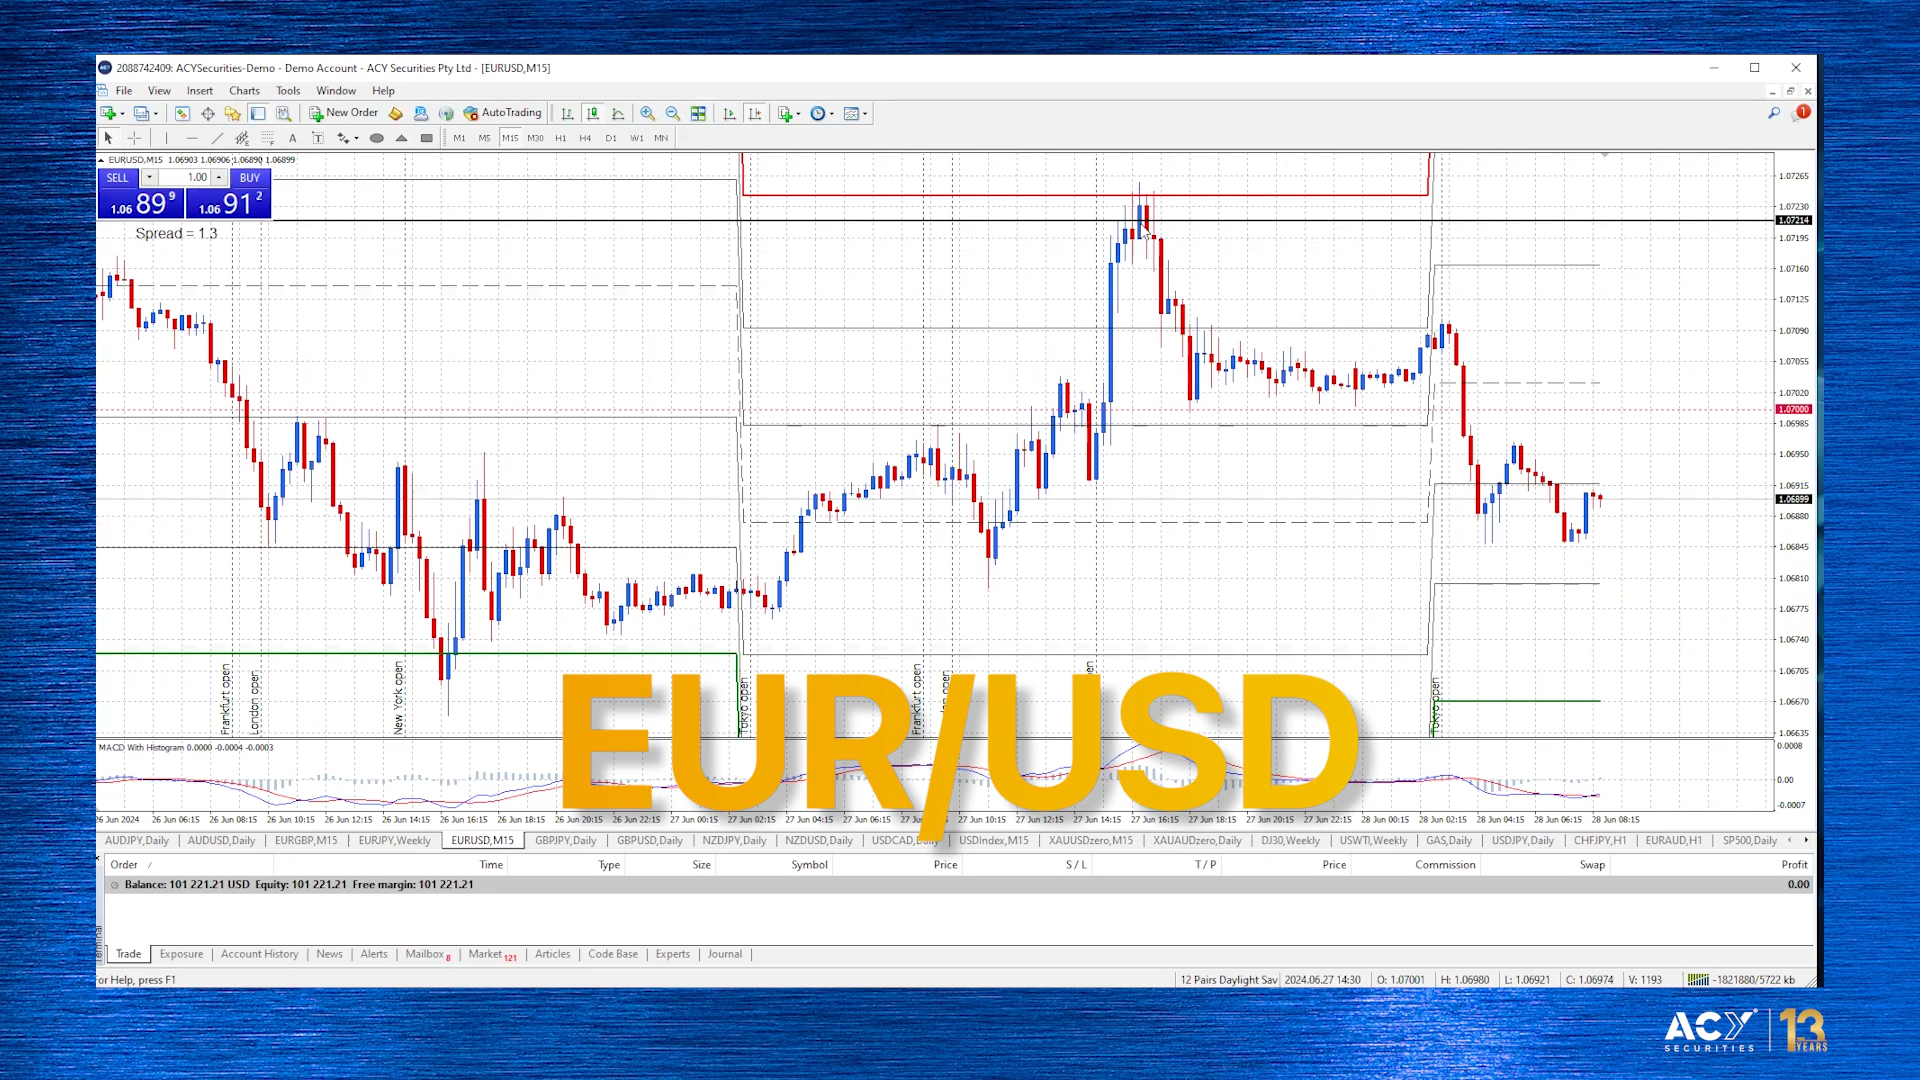 2088742409: ACYSecurities-Demo - Demo Account - ACY Securities Pty Ltd - [EURUSD,M15]
File View Insert Charts Tools Window Help
New Order AutoTrading 1
A T M1 M5 M15 M30 H1 H4 D1 W1 MN
EURUSD,M15 1.06903 1.06906 1.06890 1.06899
SELL 1.00 BUY
1.06 89 9 1.06 91 2
Spread = 1.3
1.07265
1.07230
1.07214
1.07195
1.07160
1.07125
1.07090
1.07055
1.07020
1.07000
1.06985
1.06950
1.06915
1.06899
1.06880
1.06845
1.06810
1.06775
1.06740
1.06705
1.06670
1.06635
Frankfurt open
London open
New York open
Tokyo open
Frankfurt open
Tokyo open
EUR/USD
MACD With Histogram 0.0000 -0.0004 -0.0003
0.0008
0.00
-0.0007
26 Jun 2024 26 Jun 06:15 26 Jun 08:15 26 Jun 10:15 26 Jun 12:15 26 Jun 14:15 26 Jun 16:15 26 Jun 18:15 26 Jun 20:15 26 Jun 22:15 27 Jun 00:15 27 Jun 02:15 27 Jun 04:15 27 Jun 06:15 27 Jun 10:15 27 Jun 12:15 27 Jun 14:15 27 Jun 16:15 27 Jun 18:15 27 Jun 20:15 27 Jun 22:15 28 Jun 00:15 28 Jun 02:15 28 Jun 04:15 28 Jun 06:15 28 Jun 08:15
AUDJPY,Daily AUDUSD,Daily EURGBP,M15 EURJPY,Weekly EURUSD,M15 GBPJPY,Daily GBPUSD,Daily NZDJPY,Daily NZDUSD,Daily USDCAD,Daily USDIndex,M15 XAUUSDzero,M15 XAUAUDzero,Daily DJ30,Weekly USWTI,Weekly GAS,Daily USDJPY,Daily CHFJPY,H1 EURAUD,H1 SP500,Daily
Order / Time Type Size Symbol Price S / L T / P Price Commission Swap Profit
Balance: 101 221.21 USD Equity: 101 221.21 Free margin: 101 221.21 0.00
Terminal
Trade Exposure Account History News Alerts Mailbox 8 Market 121 Articles Code Base Experts Journal
or Help, press F1 12 Pairs Daylight Sav 2024.06.27 14:30 O: 1.07001 H: 1.06980 L: 1.06921 C: 1.06974 V: 1193 -1821880/5722 kb
ACY SECURITIES 13 YEARS